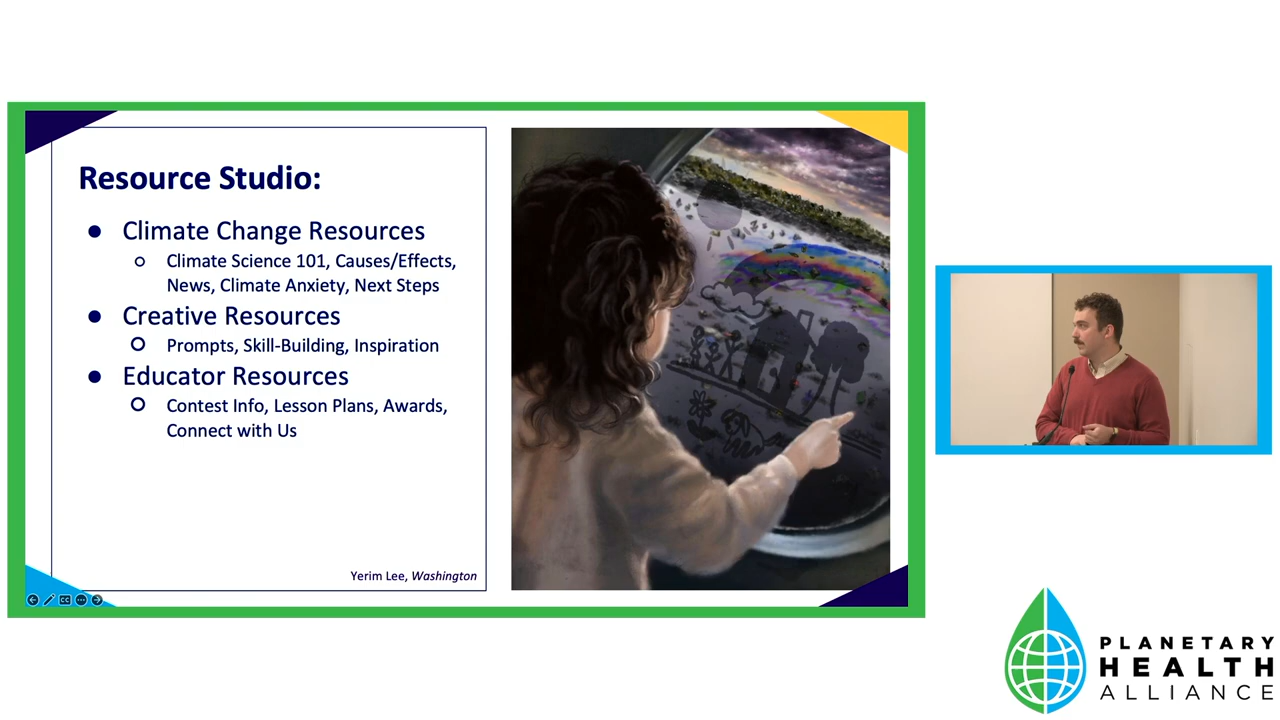 Resource Studio:
● Climate Change Resources
○ Climate Science 101, Causes/Effects,
News, Climate Anxiety, Next Steps
● Creative Resources
○ Prompts, Skill-Building, Inspiration
● Educator Resources
○ Contest Info, Lesson Plans, Awards,
Connect with Us
Yerim Lee, Washington
CC
PLANETARY
HEALTH
ALLIANCE